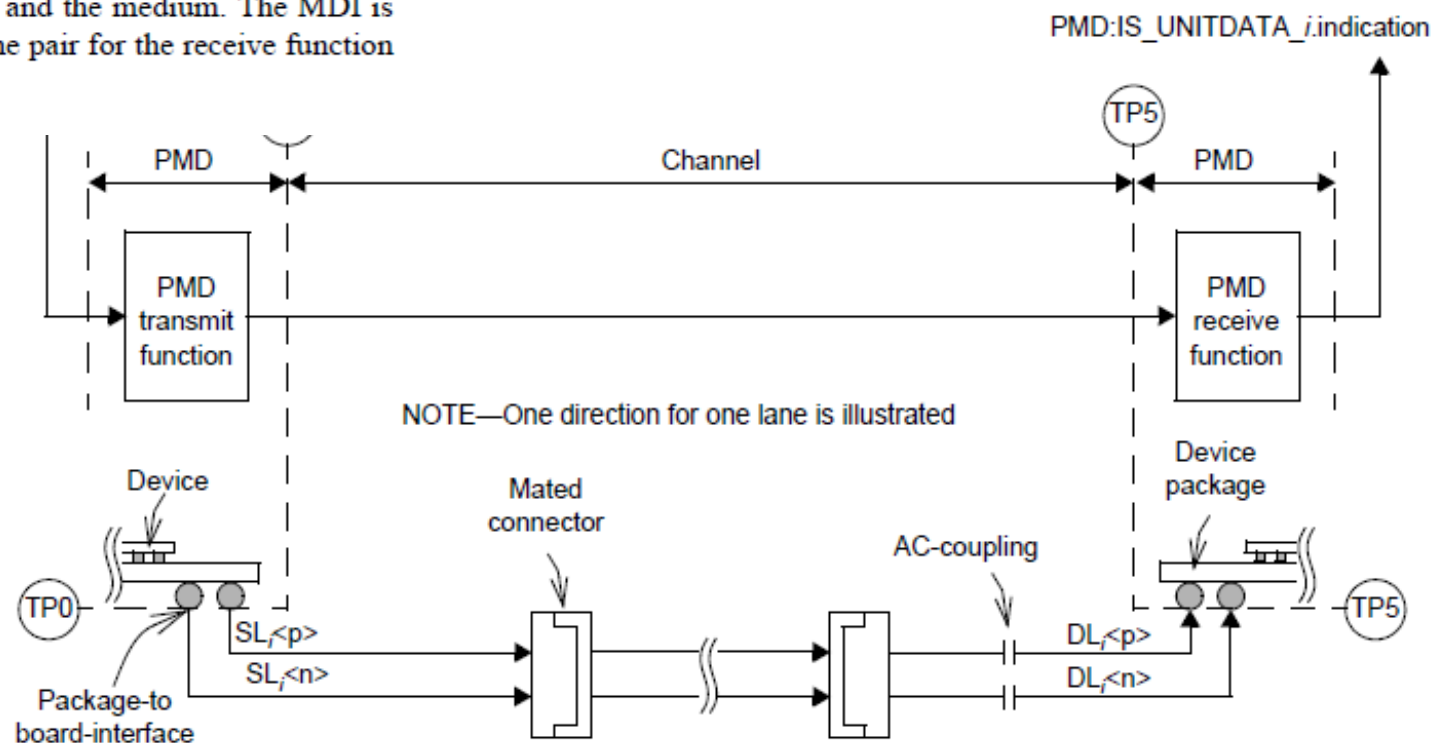 and the medium. The MDI is
ne pair for the receive function
PMD:IS_UNITDATA_i.indication
TP5
PMD
Channel
PMD
PMD
transmit
function
PMD
receive
function
NOTE—One direction for one lane is illustrated
Device
Mated
connector
AC-coupling
Device
package
TP0
TP5
SLi<p>
SLi<n>
DLi<p>
DLi<n>
Package-to
board-interface